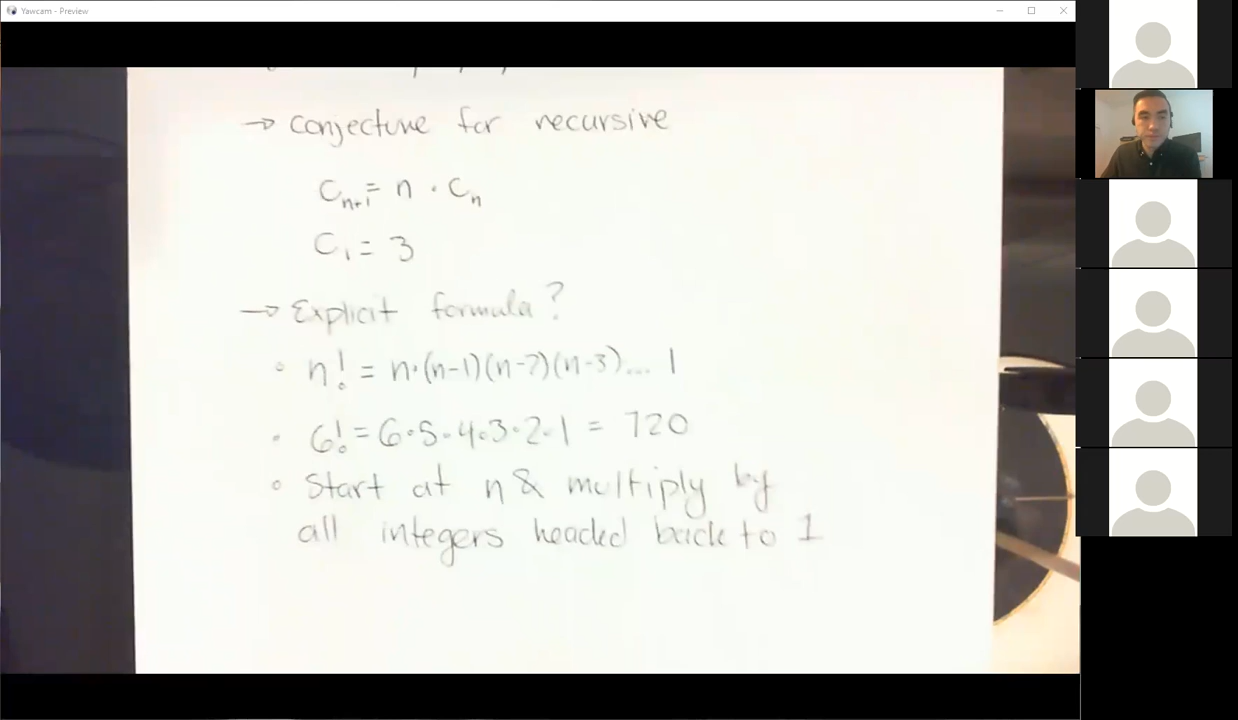 Yawcam - Preview
→ Conjecture for recursive
C_{n+1} = n · C_n
C_1 = 3
→ Explicit formula?
◦ n! = n·(n-1)(n-2)(n-3)... 1
◦ 6! = 6·5·4·3·2·1 = 720
◦ Start at n & multiply by
all integers headed back to 1